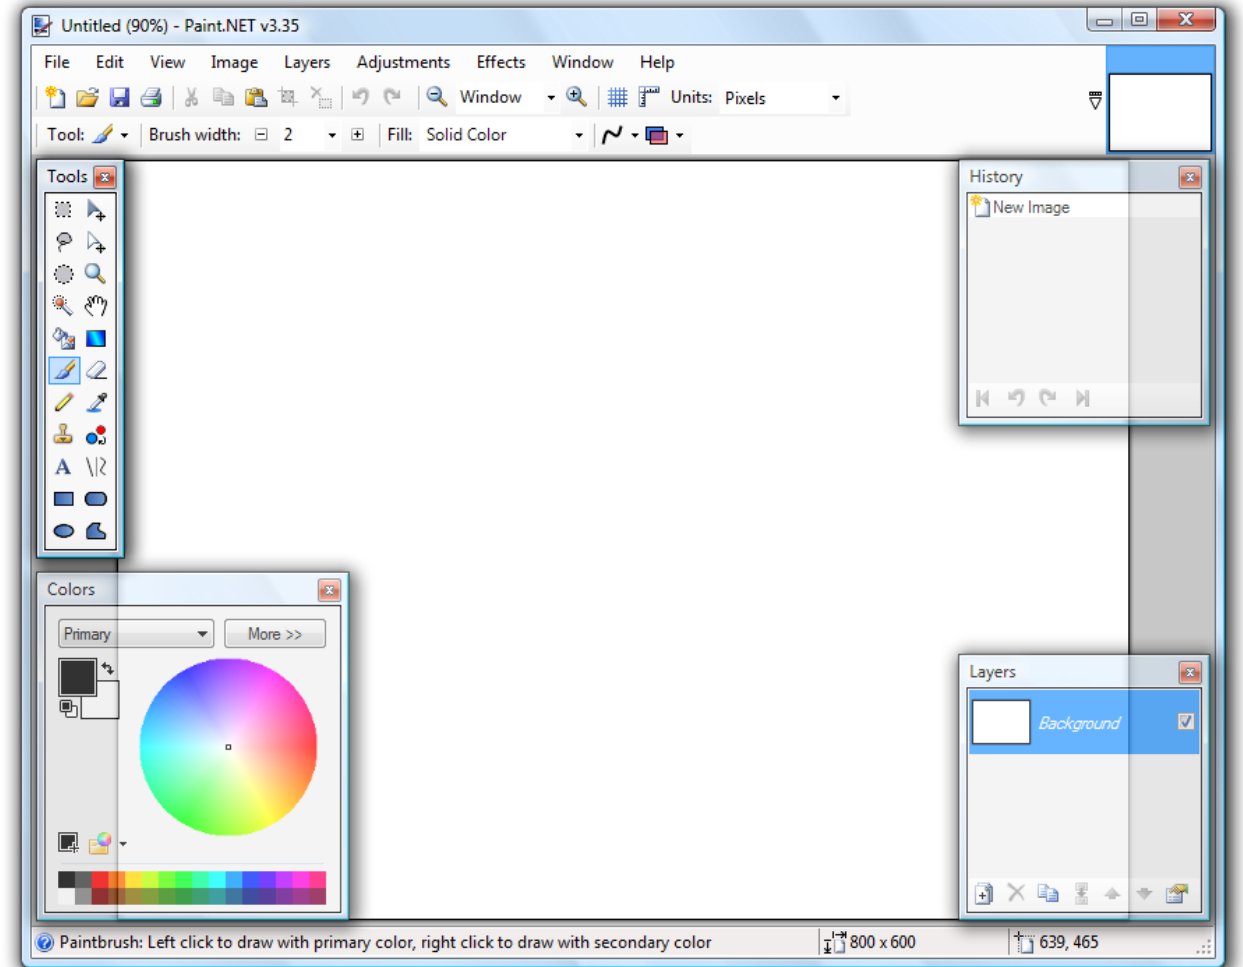 Untitled (90%) - Paint.NET v3.35
File Edit View Image Layers Adjustments Effects Window Help
Window Units: Pixels
Tool: Brush width: 2 Fill: Solid Color
Tools
History
New Image
A
Colors
Primary More >>
Layers
Background
Paintbrush: Left click to draw with primary color, right click to draw with secondary color 800 x 600 639, 465